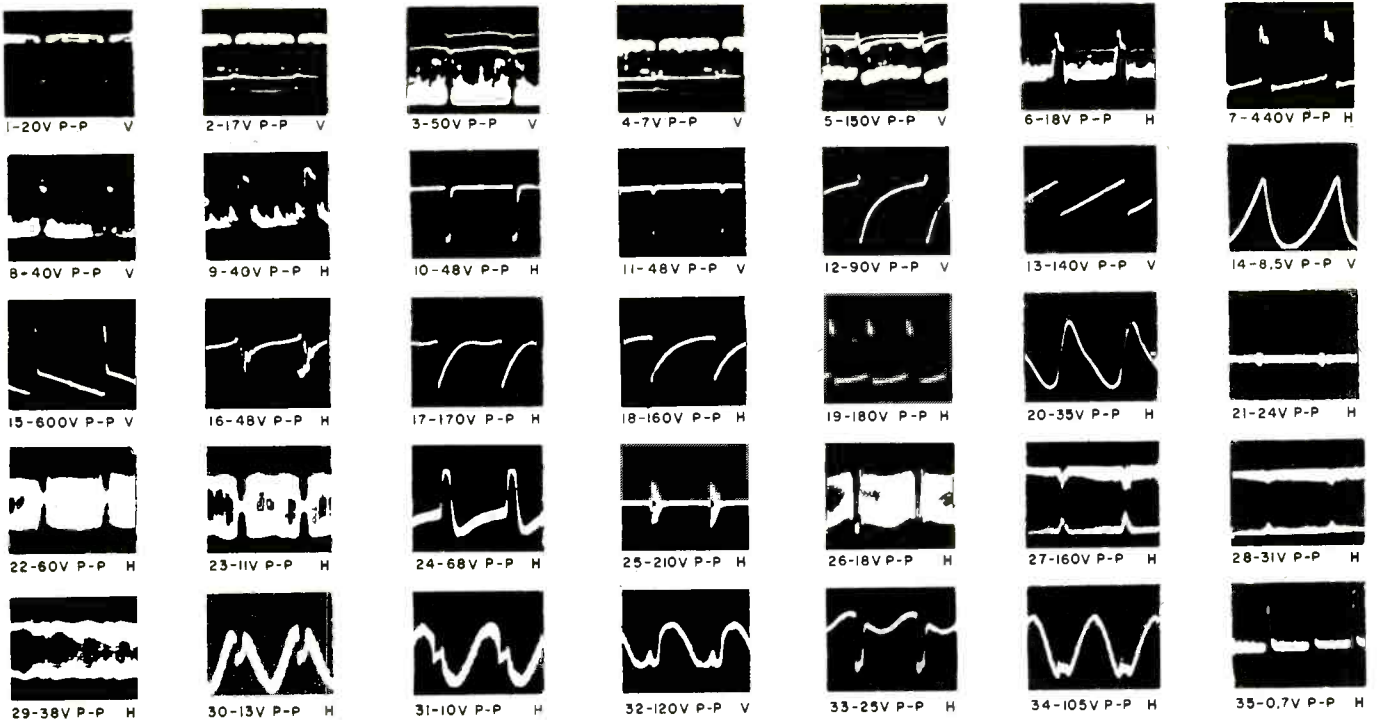 1-20V P-P V
2-17V P-P V
3-50V P-P V
4-7V P-P V
5-150V P-P V
6-18V P-P H
7-440V P-P H
8-40V P-P V
9-40V P-P H
10-48V P-P H
11-48V P-P V
12-90V P-P V
13-140V P-P V
14-8.5V P-P V
15-600V P-P V
16-48V P-P H
17-170V P-P H
18-160V P-P H
19-180V P-P H
20-35V P-P H
21-24V P-P H
22-60V P-P H
23-11V P-P H
24-68V P-P H
25-210V P-P H
26-18V P-P H
27-160V P-P H
28-31V P-P H
29-38V P-P H
30-13V P-P H
31-10V P-P H
32-120V P-P V
33-25V P-P H
34-105V P-P H
35-0.7V P-P H